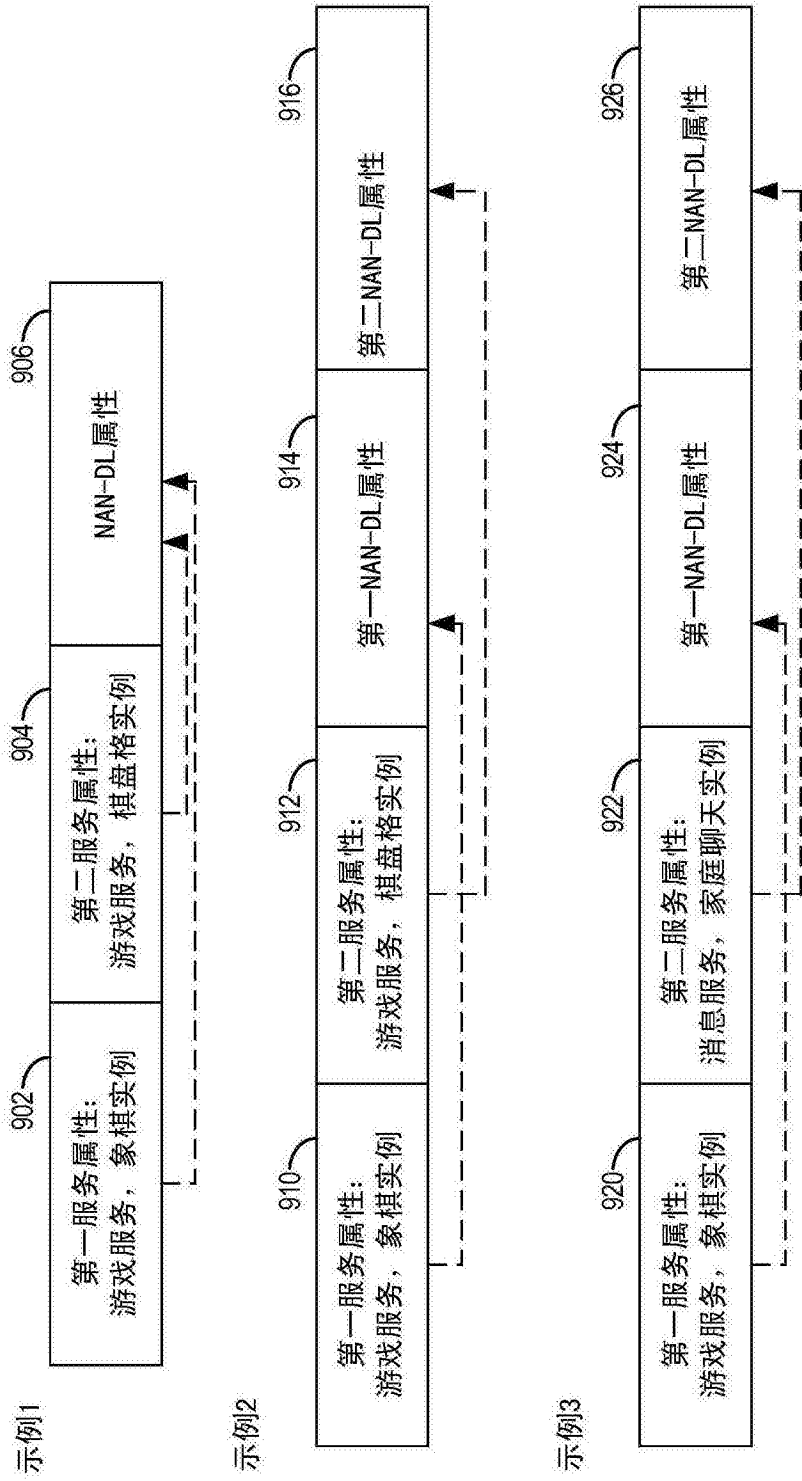 示例1
902
904
906
第一服务属性:
游戏服务, 象棋实例
第二服务属性:
游戏服务, 棋盘格实例
NAN-DL属性
示例2
910
912
914
916
第一服务属性:
游戏服务, 象棋实例
第二服务属性:
游戏服务, 棋盘格实例
第一NAN-DL属性
第二NAN-DL属性
示例3
920
922
924
926
第一服务属性:
游戏服务, 象棋实例
第二服务属性:
消息服务, 家庭聊天实例
第一NAN-DL属性
第二NAN-DL属性